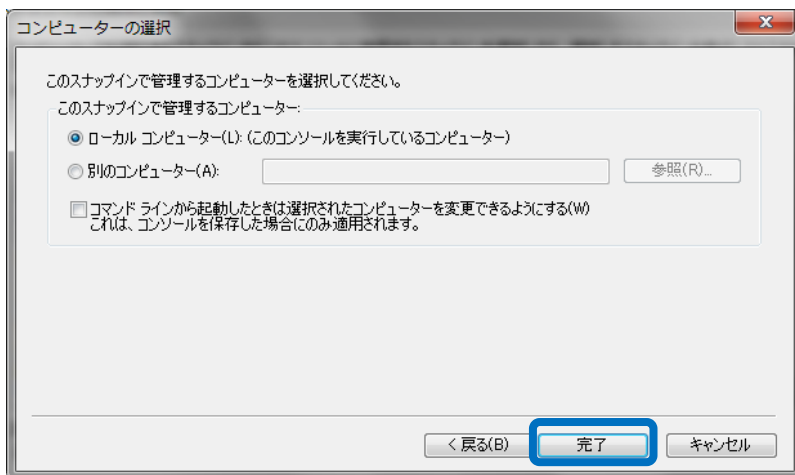 コンピューターの選択
このスナップインで管理するコンピューターを選択してください。
このスナップインで管理するコンピューター:
ローカル コンピューター(L): (このコンソールを実行しているコンピューター)
別のコンピューター(A):
参照(R)...
コマンド ラインから起動したときは選択されたコンピューターを変更できるようにする(W)
これは、コンソールを保存した場合にのみ適用されます。
< 戻る(B)
完了
キャンセル